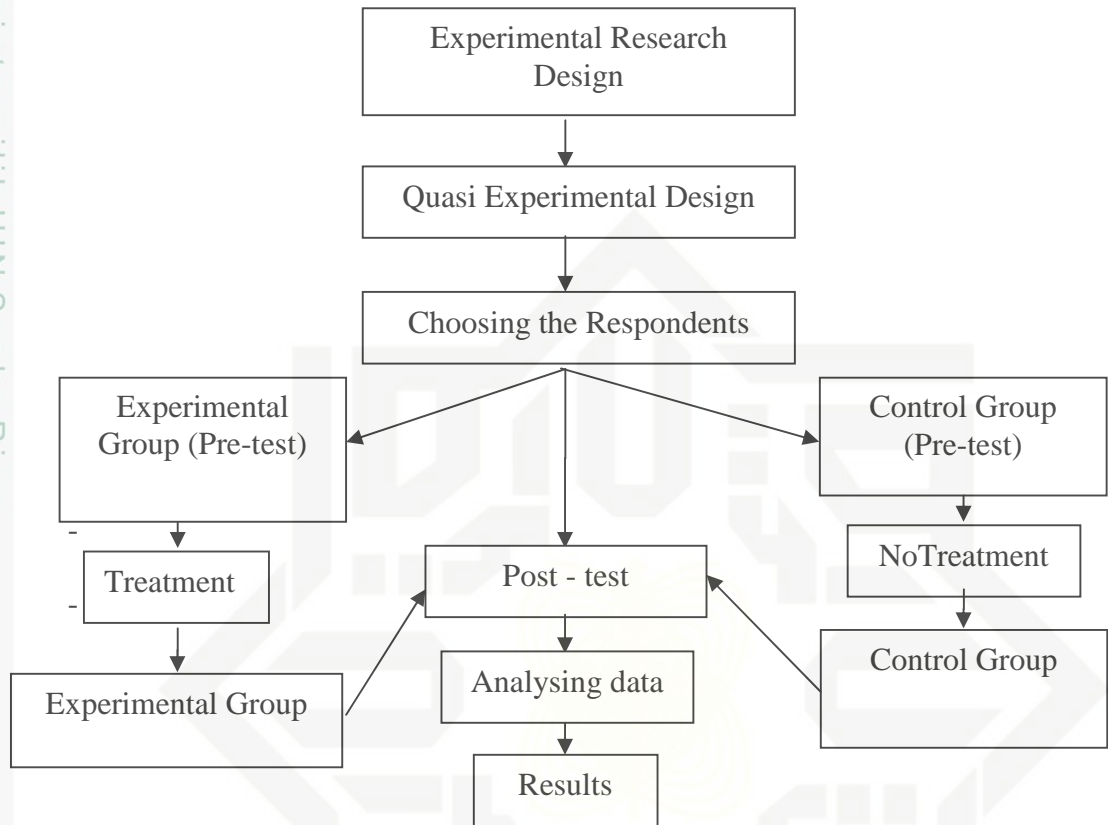 Experimental Research
Design
Quasi Experimental Design
Choosing the Respondents
Experimental
Group (Pre-test)
Control Group
(Pre-test)
-
Treatment
-
Post - test
NoTreatment
Experimental Group
Analysing data
Control Group
Results